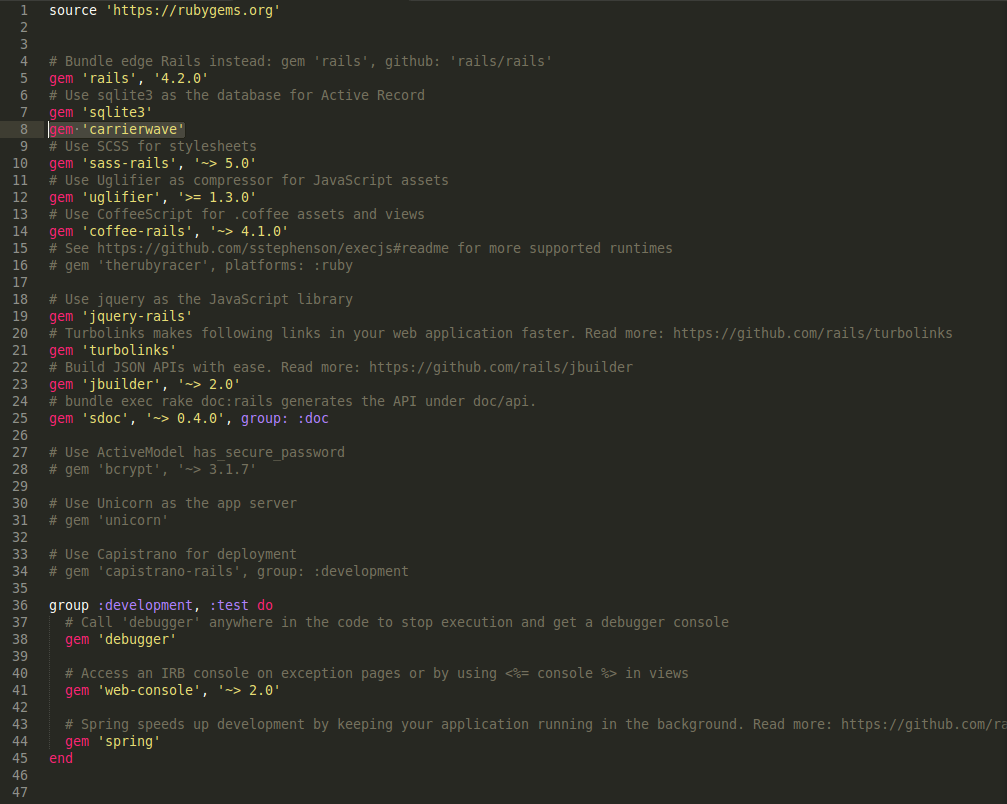 1 source 'https://rubygems.org'
2
3
4 # Bundle edge Rails instead: gem 'rails', github: 'rails/rails'
5 gem 'rails', '4.2.0'
6 # Use sqlite3 as the database for Active Record
7 gem 'sqlite3'
8 gem 'carrierwave'
9 # Use SCSS for stylesheets
10 gem 'sass-rails', '~> 5.0'
11 # Use Uglifier as compressor for JavaScript assets
12 gem 'uglifier', '>= 1.3.0'
13 # Use CoffeeScript for .coffee assets and views
14 gem 'coffee-rails', '~> 4.1.0'
15 # See https://github.com/sstephenson/execjs#readme for more supported runtimes
16 # gem 'therubyracer', platforms: :ruby
17
18 # Use jquery as the JavaScript library
19 gem 'jquery-rails'
20 # Turbolinks makes following links in your web application faster. Read more: https://github.com/rails/turbolinks
21 gem 'turbolinks'
22 # Build JSON APIs with ease. Read more: https://github.com/rails/jbuilder
23 gem 'jbuilder', '~> 2.0'
24 # bundle exec rake doc:rails generates the API under doc/api.
25 gem 'sdoc', '~> 0.4.0', group: :doc
26
27 # Use ActiveModel has_secure_password
28 # gem 'bcrypt', '~> 3.1.7'
29
30 # Use Unicorn as the app server
31 # gem 'unicorn'
32
33 # Use Capistrano for deployment
34 # gem 'capistrano-rails', group: :development
35
36 group :development, :test do
37 # Call 'debugger' anywhere in the code to stop execution and get a debugger console
38 gem 'debugger'
39
40 # Access an IRB console on exception pages or by using <%= console %> in views
41 gem 'web-console', '~> 2.0'
42
43 # Spring speeds up development by keeping your application running in the background. Read more: https://github.com/ra
44 gem 'spring'
45 end
46
47